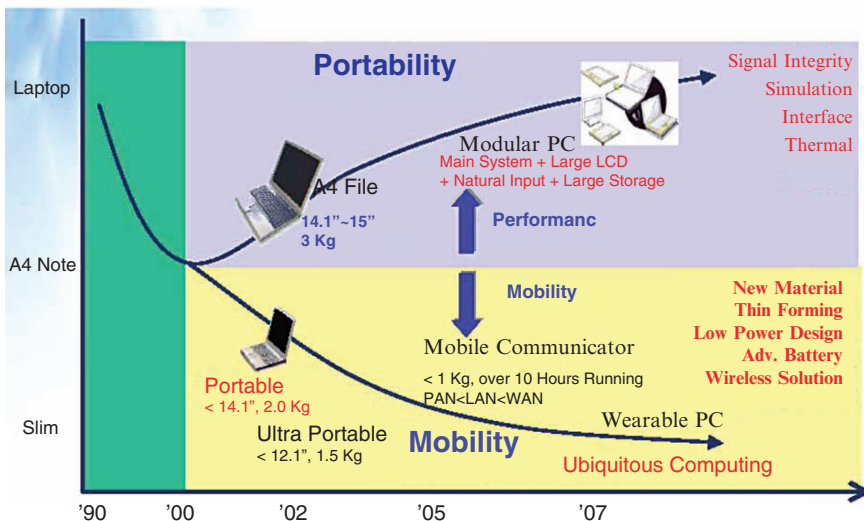 Portability
Laptop
Signal Integrity
Simulation
Interface
Thermal
Modular PC
Main System + Large LCD
+ Natural Input + Large Storage
A4 File
14.1”~15”
3 Kg
Performanc
A4 Note
Mobility
New Material
Thin Forming
Low Power Design
Adv. Battery
Wireless Solution
Mobile Communicator
< 1 Kg, over 10 Hours Running
PAN<LAN<WAN
Portable
< 14.1”, 2.0 Kg
Slim
Ultra Portable
< 12.1”, 1.5 Kg
Mobility
Wearable PC
Ubiquitous Computing
'90 '00 '02 '05 '07